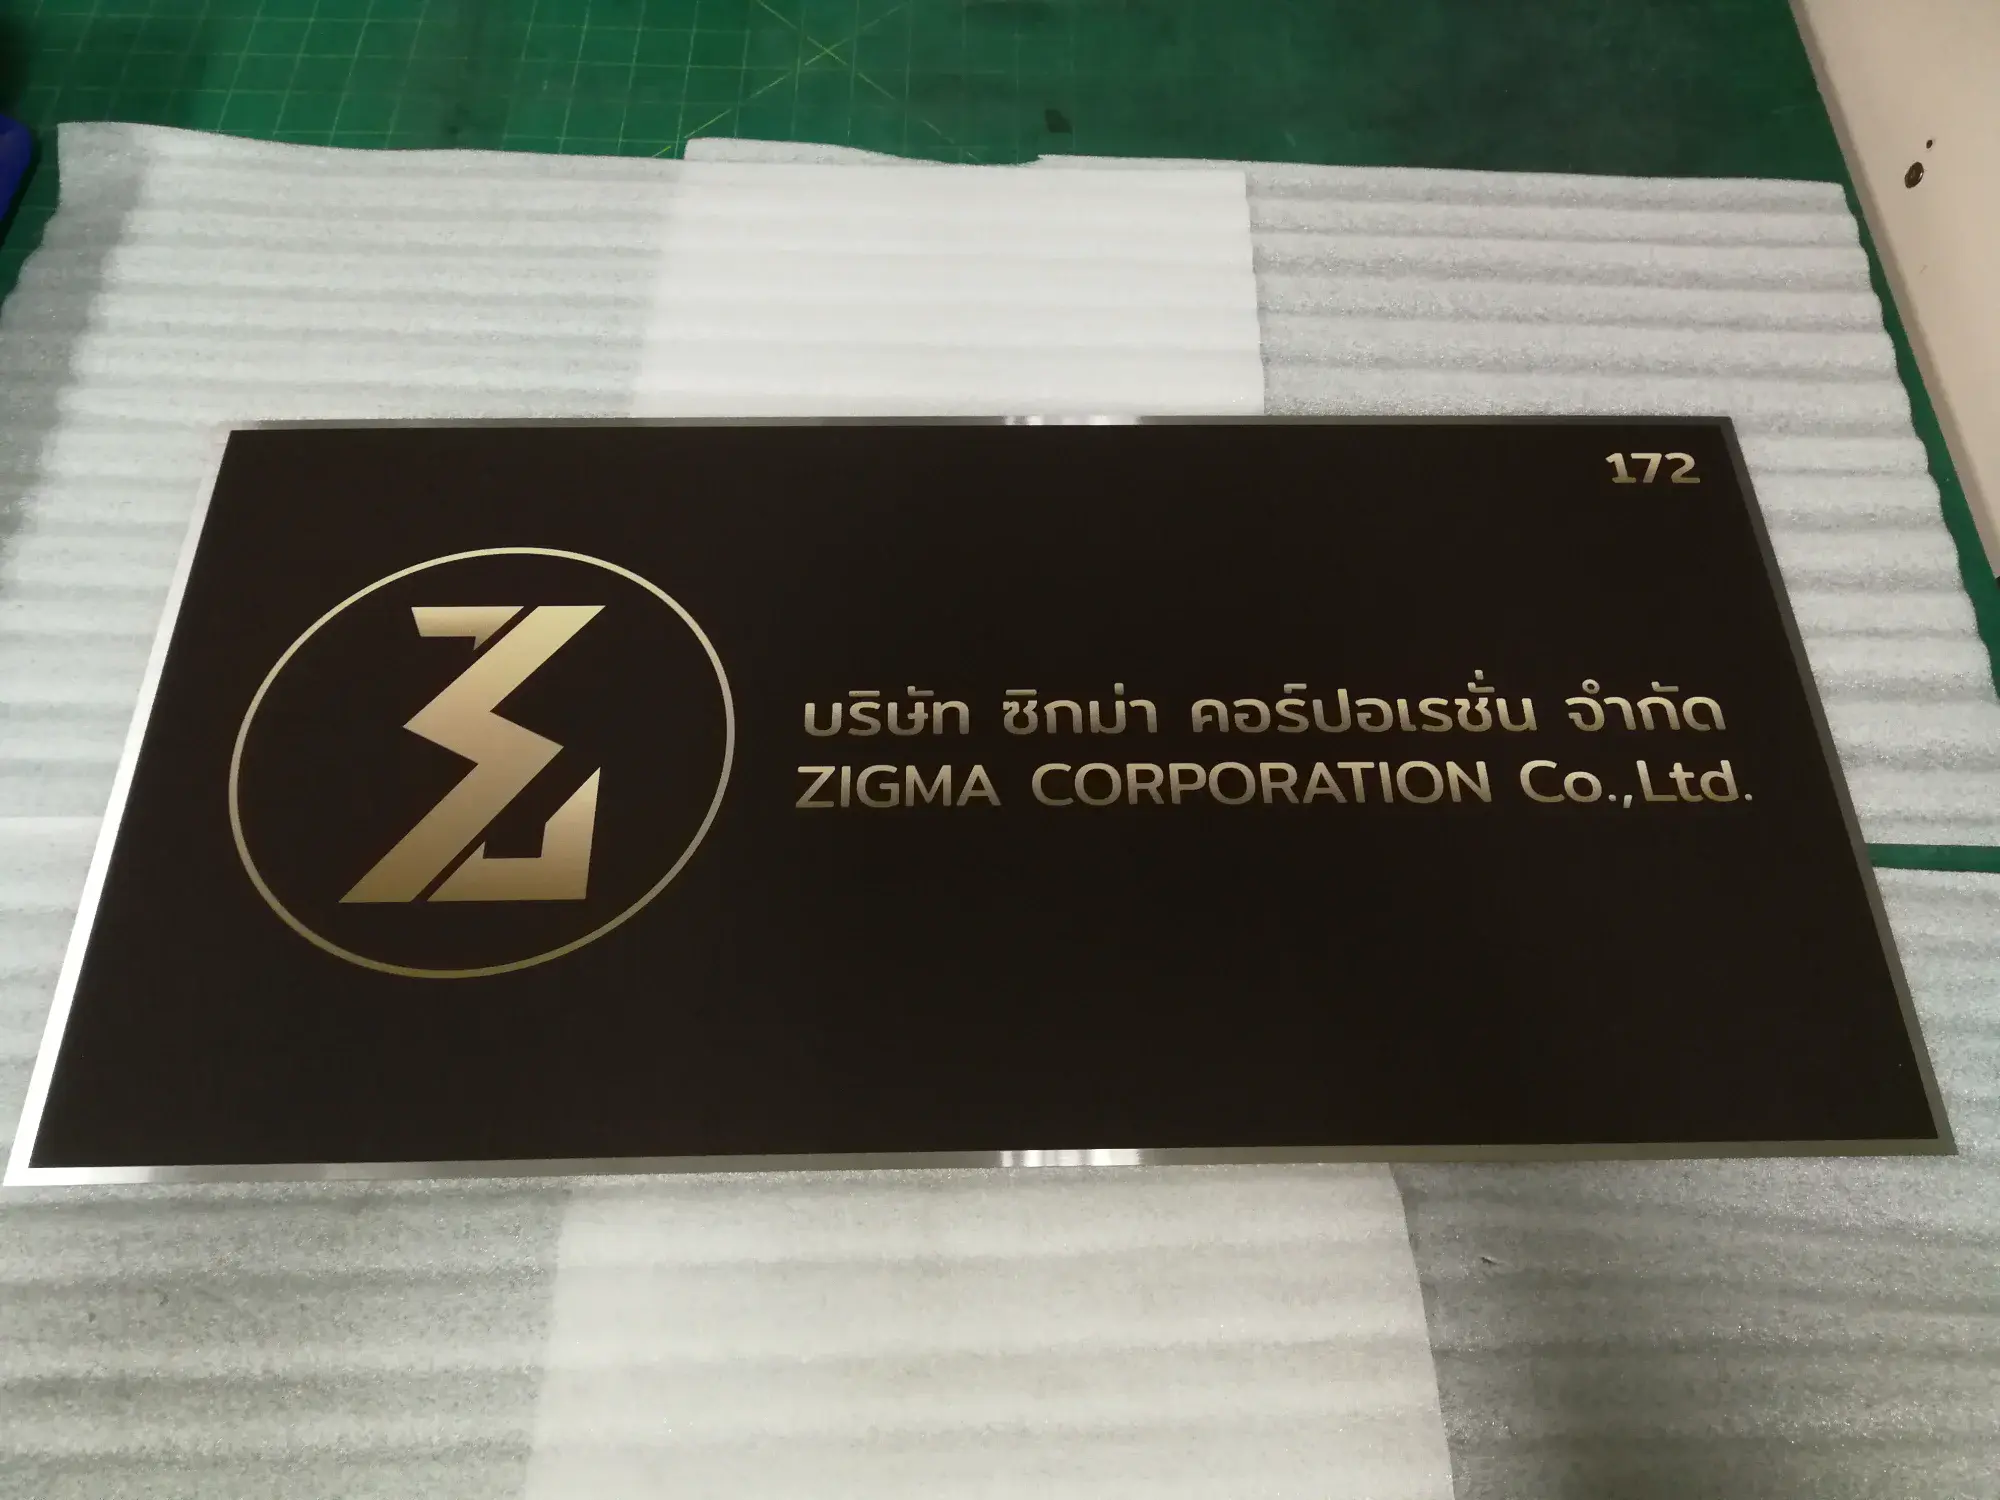 172
บริษัท ซิกม่า คอร์ปอเรชั่น จำกัด
ZIGMA CORPORATION Co.,Ltd.